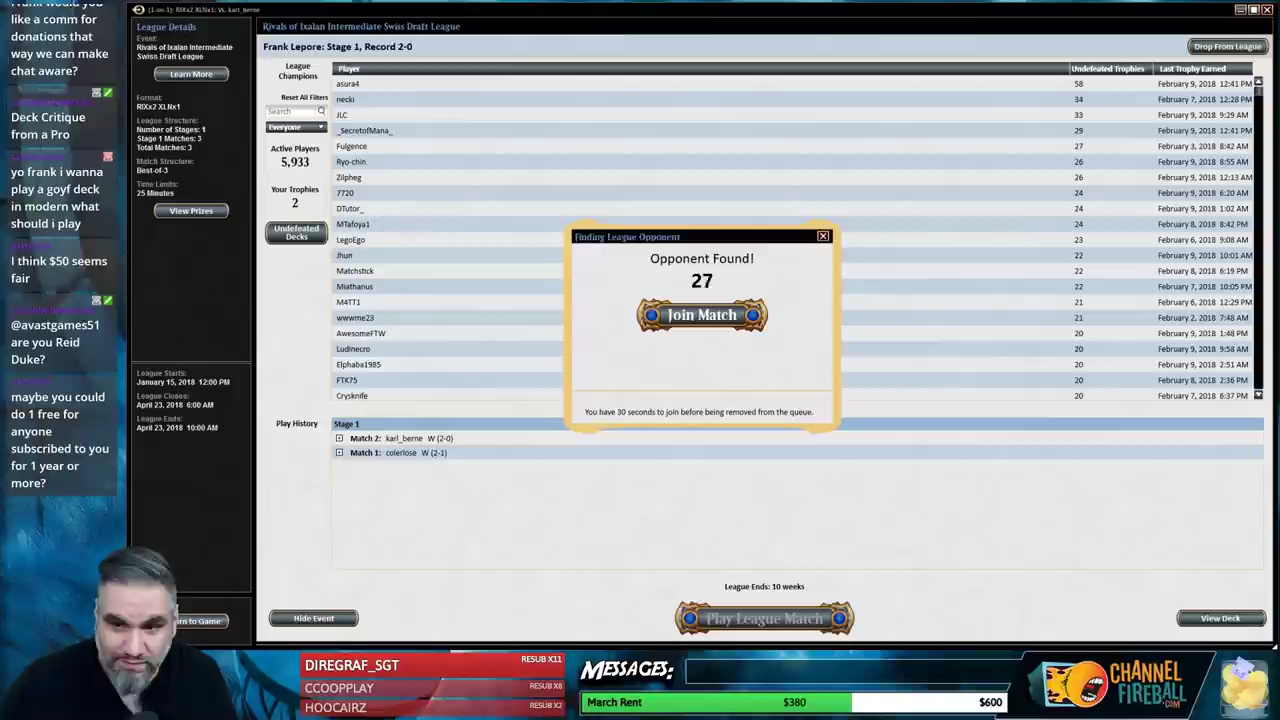 Frank would you
like a comm for
donations that
way we can make
chat aware?
Deck Critique
from a Pro
yo frank i wanna
play a goyf deck
in modern what
should i play
I think $50 seems
fair
@avastgames51
are you Reid
Duke?
maybe you could
do 1 free for
anyone
subscribed to you
for 1 year or
more?
(1-on-1): RIXx2 XLNx1; Vs. karl_berne
League Details
Event:
Rivals of Ixalan Intermediate
Swiss Draft League
Learn More
Format:
RIXx2 XLNx1
League Structure:
Number of Stages: 1
Stage 1 Matches: 3
Total Matches: 3
Match Structure:
Best-of-3
Time Limits:
25 Minutes
View Prizes
League Starts:
January 15, 2018 12:00 PM
League Closes:
April 23, 2018 6:00 AM
League Ends:
April 23, 2018 10:00 AM
rn to Game
Rivals of Ixalan Intermediate Swiss Draft League
Frank Lepore: Stage 1, Record 2-0
Drop From League
League
Champions
Reset All Filters
Search
Everyone
Active Players
5,933
Your Trophies
2
Undefeated
Decks
Player Undefeated Trophies Last Trophy Earned
asura4 58 February 9, 2018 12:41 PM
necki 34 February 7, 2018 12:28 PM
JLC 33 February 9, 2018 9:29 AM
_SecretofMana_ 29 February 9, 2018 12:41 PM
Fulgence 27 February 3, 2018 8:42 AM
Ryo-chin 26 February 9, 2018 8:55 AM
Zilpheg 26 February 9, 2018 12:13 AM
7720 24 February 9, 2018 6:20 AM
DTutor_ 24 February 9, 2018 1:02 AM
MTafoya1 24 February 8, 2018 8:42 PM
LegoEgo 23 February 6, 2018 9:08 AM
Jhun 22 February 9, 2018 10:01 AM
Matchstick 22 February 8, 2018 6:19 PM
Miathanus 22 February 7, 2018 10:05 PM
M4TT1 21 February 6, 2018 12:29 PM
wwwme23 21 February 2, 2018 7:48 AM
AwesomeFTW 20 February 9, 2018 1:48 PM
Ludinecro 20 February 9, 2018 9:58 AM
Elphaba1985 20 February 9, 2018 2:51 AM
FTK75 20 February 8, 2018 2:36 PM
Crysknife 20 February 7, 2018 6:37 PM
Finding League Opponent
Opponent Found!
27
Join Match
You have 30 seconds to join before being removed from the queue.
Play History
Stage 1
Match 2: karl_berne W (2-0)
Match 1: colerlose W (2-1)
League Ends: 10 weeks
Hide Event
Play League Match
View Deck
DIREGRAF_SGT RESUB X11
CCOOPPLAY RESUB X8
HOOCAIRZ RESUB X2
MESSAGES:
March Rent $380 $600
CHANNEL
FIREBALL
.COM